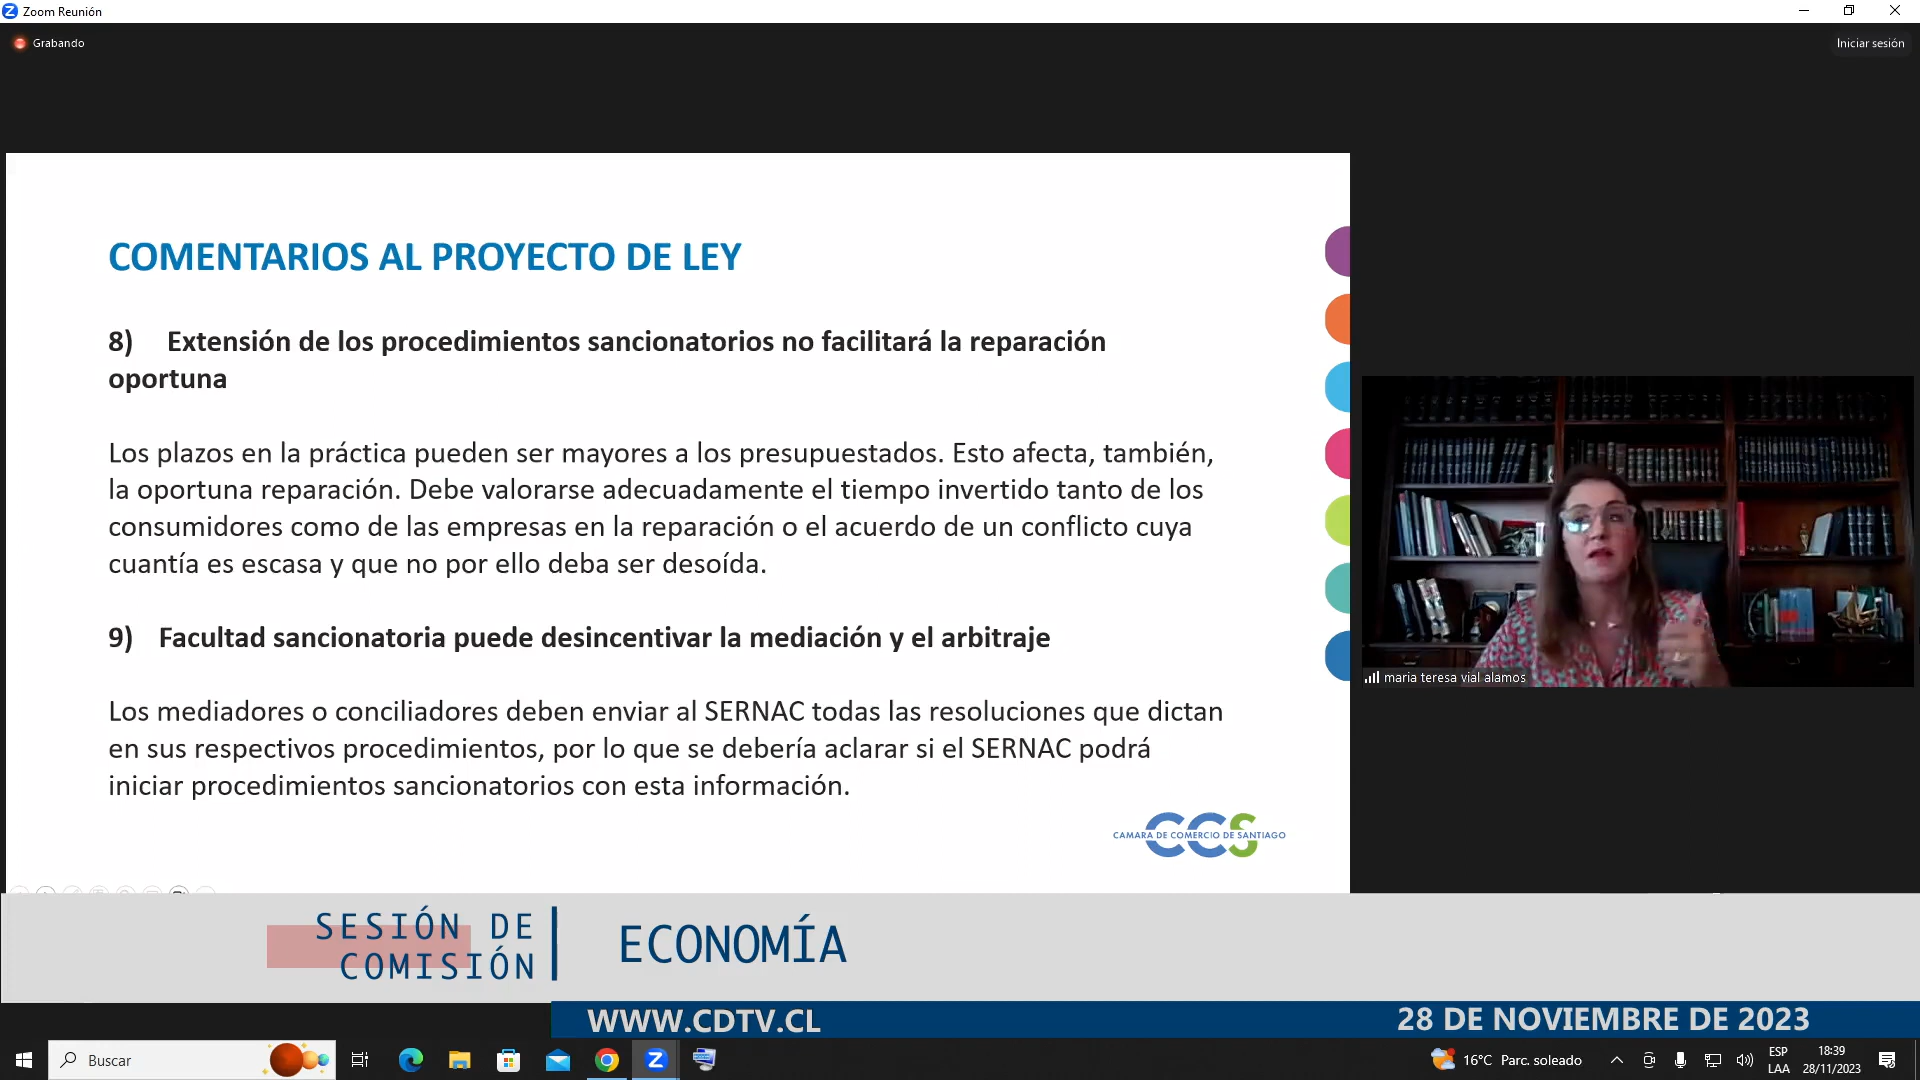 Zoom Reunión
Grabando
Iniciar sesión
COMENTARIOS AL PROYECTO DE LEY
8) Extensión de los procedimientos sancionatorios no facilitará la reparación
oportuna
Los plazos en la práctica pueden ser mayores a los presupuestados. Esto afecta, también,
la oportuna reparación. Debe valorarse adecuadamente el tiempo invertido tanto de los
consumidores como de las empresas en la reparación o el acuerdo de un conflicto cuya
cuantía es escasa y que no por ello deba ser desoída.
9) Facultad sancionatoria puede desincentivar la mediación y el arbitraje
Los mediadores o conciliadores deben enviar al SERNAC todas las resoluciones que dictan
en sus respectivos procedimientos, por lo que se debería aclarar si el SERNAC podrá
iniciar procedimientos sancionatorios con esta información.
CCS
CAMARA DE COMERCIO DE SANTIAGO
maria teresa vial alamos
SESIÓN DE
COMISIÓN
ECONOMÍA
WWW.CDTV.CL
28 DE NOVIEMBRE DE 2023
Buscar
16°C Parc. soleado
ESP
LAA
18:39
28/11/2023